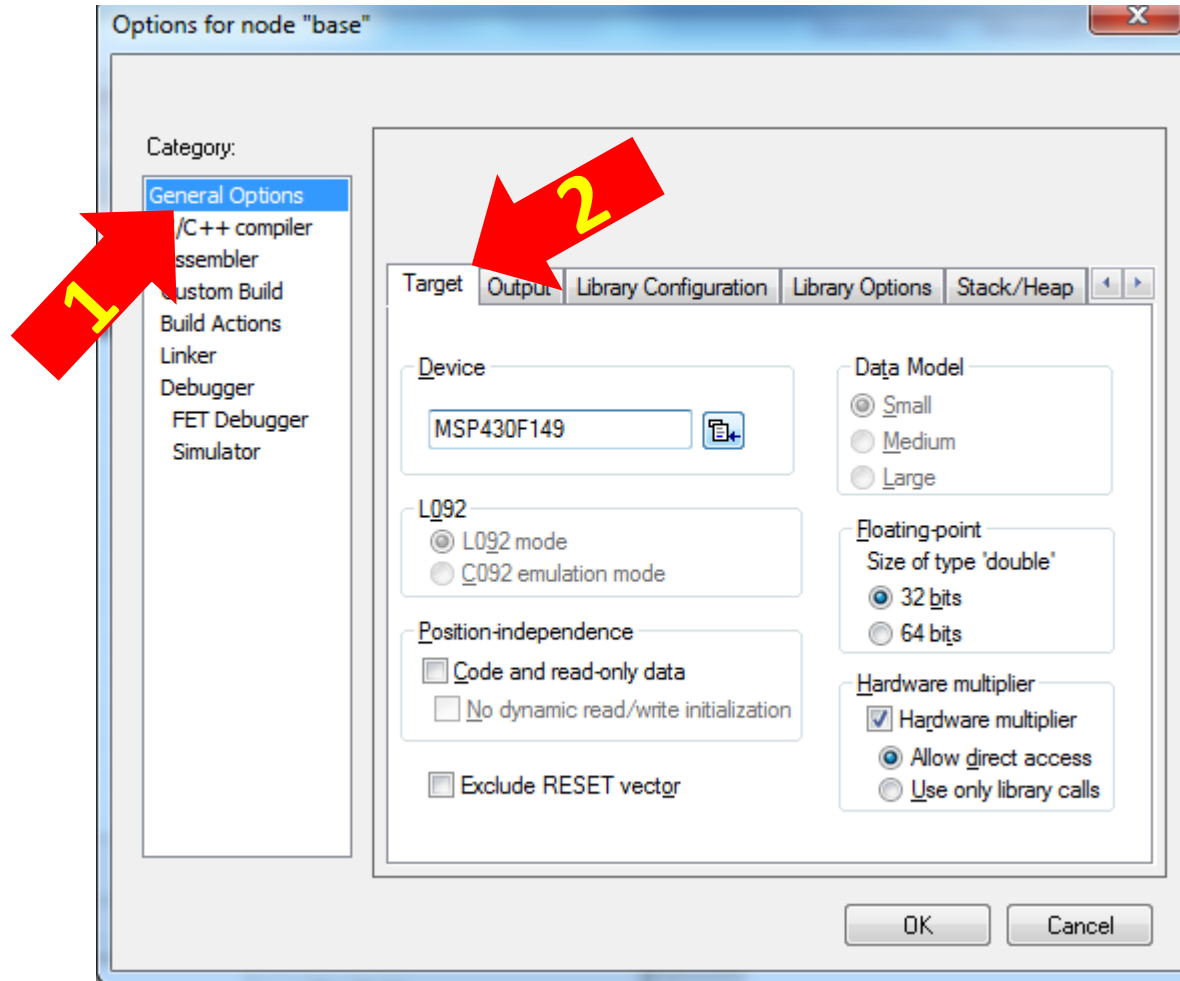 Options for node "base"
Category:
General Options
/C++ compiler
ssembler
ustom Build
Build Actions
Linker
Debugger
FET Debugger
Simulator
1
2
Target
Output
Library Configuration
Library Options
Stack/Heap
Device
MSP430F149
L092
L092 mode
C092 emulation mode
Position-independence
Code and read-only data
No dynamic read/write initialization
Exclude RESET vector
Data Model
Small
Medium
Large
Floating-point
Size of type 'double'
32 bits
64 bits
Hardware multiplier
Hardware multiplier
Allow direct access
Use only library calls
OK
Cancel